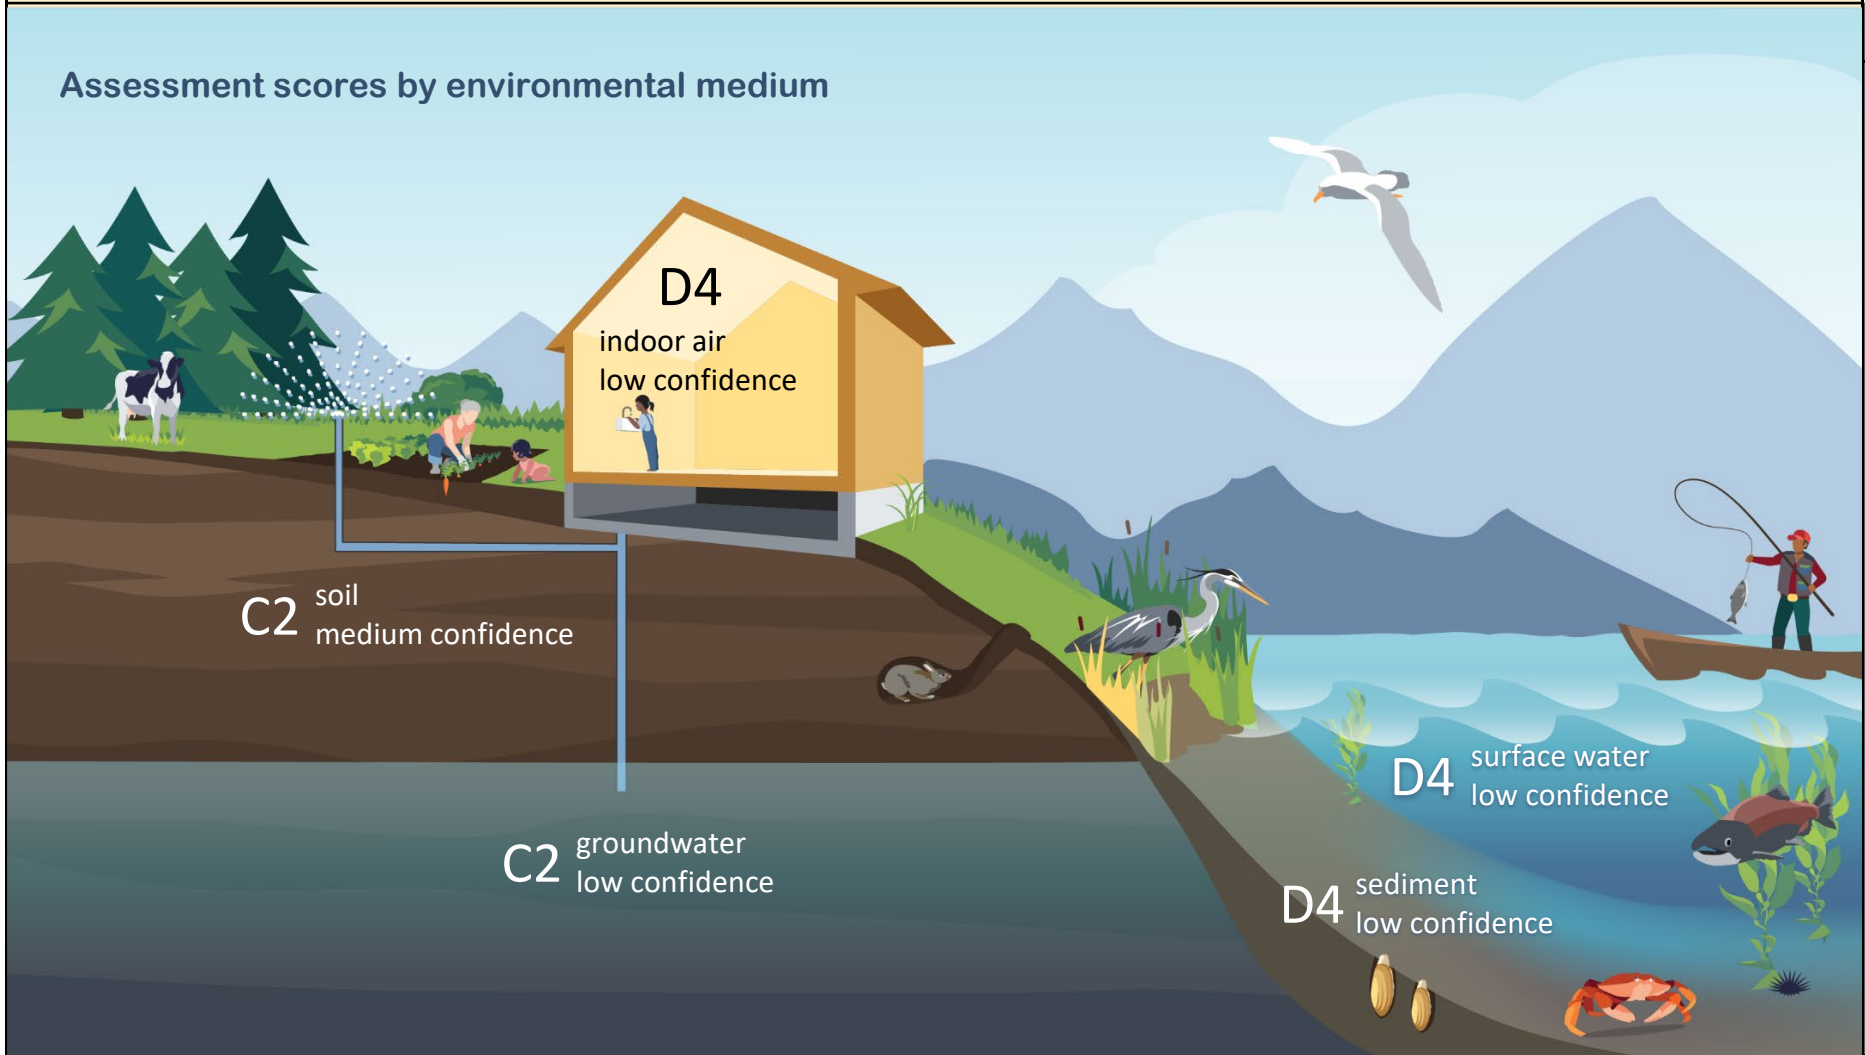 Assessment scores by environmental medium
D4
indoor air
low confidence
C2
soil
medium confidence
C2
groundwater
low confidence
D4
surface water
low confidence
D4
sediment
low confidence